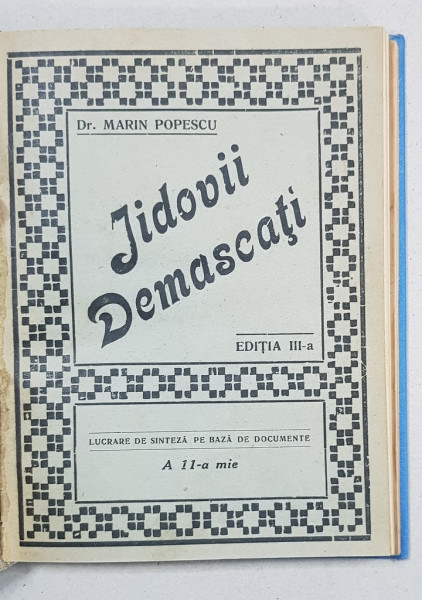 Dr. MARIN POPESCU
Jidovii
Demascaţi
EDIŢIA III-a
LUCRARE DE SINTEZĂ PE BAZĂ DE DOCUMENTE
A 11-a mie